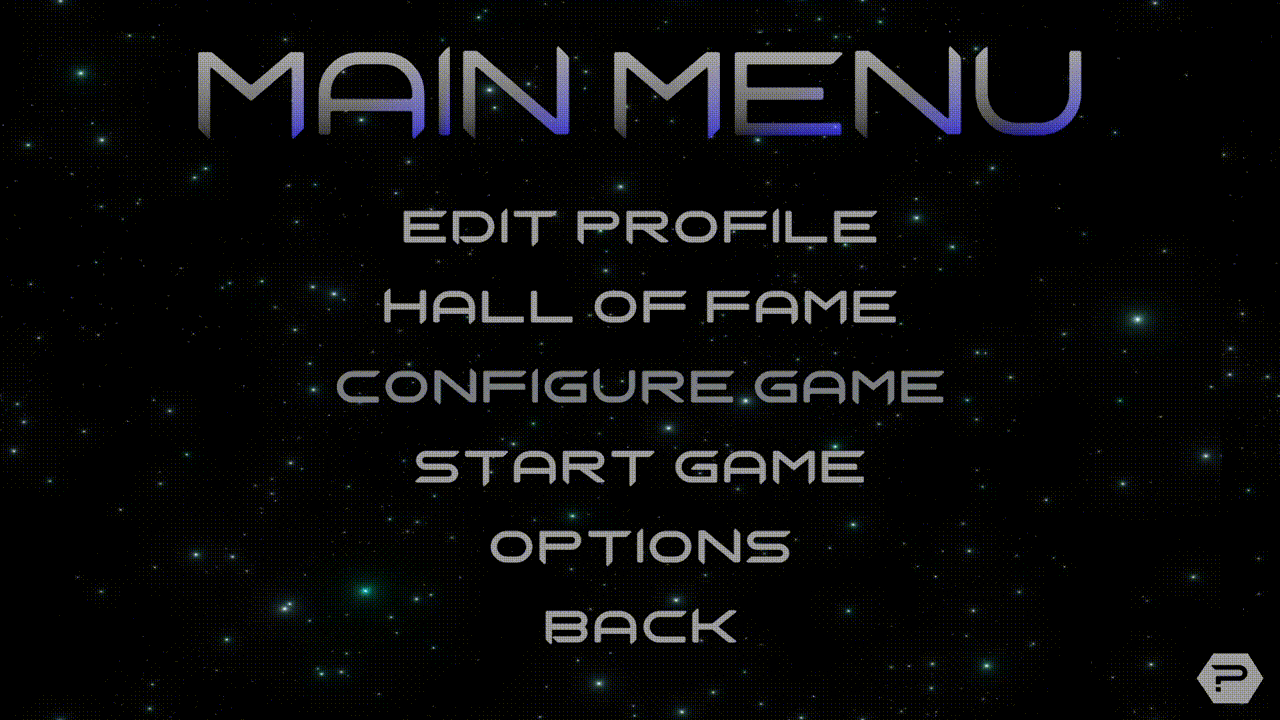 MAIN MENU
EDIT PROFILE
HALL OF FAME
CONFIGURE GAME
START GAME
OPTIONS
BACK
?